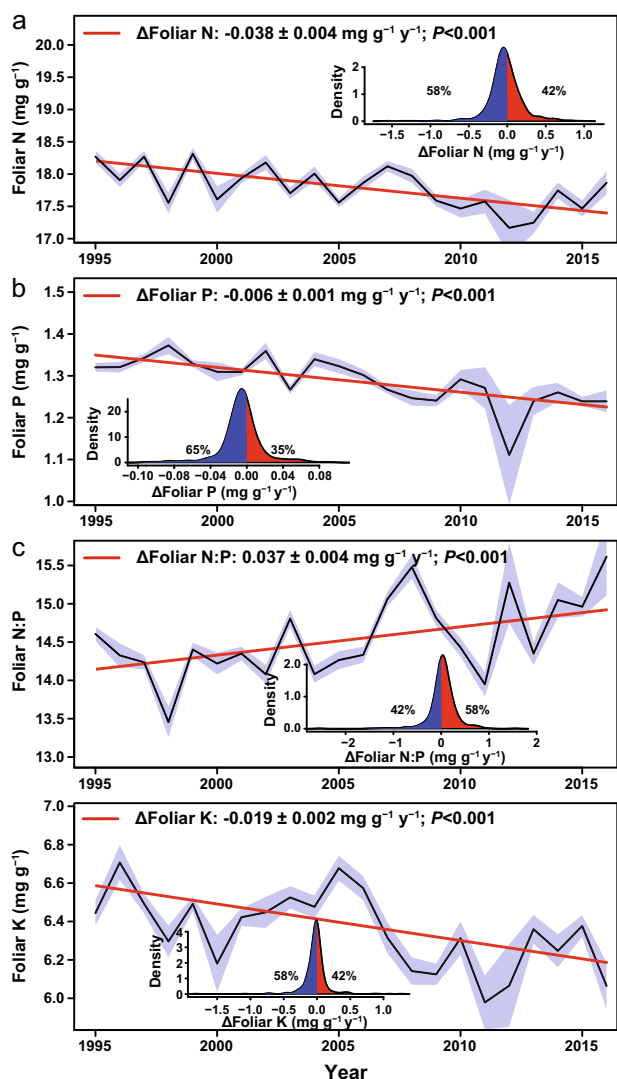 a
ΔFoliar N: -0.038 ± 0.004 mg g⁻¹ y⁻¹; P<0.001
Foliar N (mg g⁻¹)
20.0
19.0
18.5
18.0
17.5
17.0
Density
2
1
0
58%
42%
−1.5 −1.0 −0.5 0.0 0.5 1.0
ΔFoliar N (mg g⁻¹ y⁻¹)
1995 2000 2005 2010 2015
b
ΔFoliar P: -0.006 ± 0.001 mg g⁻¹ y⁻¹; P<0.001
Foliar P (mg g⁻¹)
1.5
1.4
1.3
1.2
1.1
1.0
Density
20
10
0
65%
35%
−0.100 −0.08 −0.04 0.00 0.04 0.08
ΔFoliar P (mg g⁻¹ y⁻¹)
1995 2000 2005 2010 2015
c
ΔFoliar N:P: 0.037 ± 0.004 mg g⁻¹ y⁻¹; P<0.001
Foliar N:P
15.5
15.0
14.5
14.0
13.5
13.0
Density
2.0
1.0
0.0
42%
58%
−2 −1 0 1 2
ΔFoliar N:P (mg g⁻¹ y⁻¹)
1995 2000 2005 2010 2015
ΔFoliar K: -0.019 ± 0.002 mg g⁻¹ y⁻¹; P<0.001
Foliar K (mg g⁻¹)
7.0
6.8
6.6
6.4
6.2
6.0
Density
4
3
2
1
0
58%
42%
−1.5 −0.5 0.0 0.5 1.0
ΔFoliar K (mg g⁻¹ y⁻¹)
1995 2000 2005 2010 2015
Year